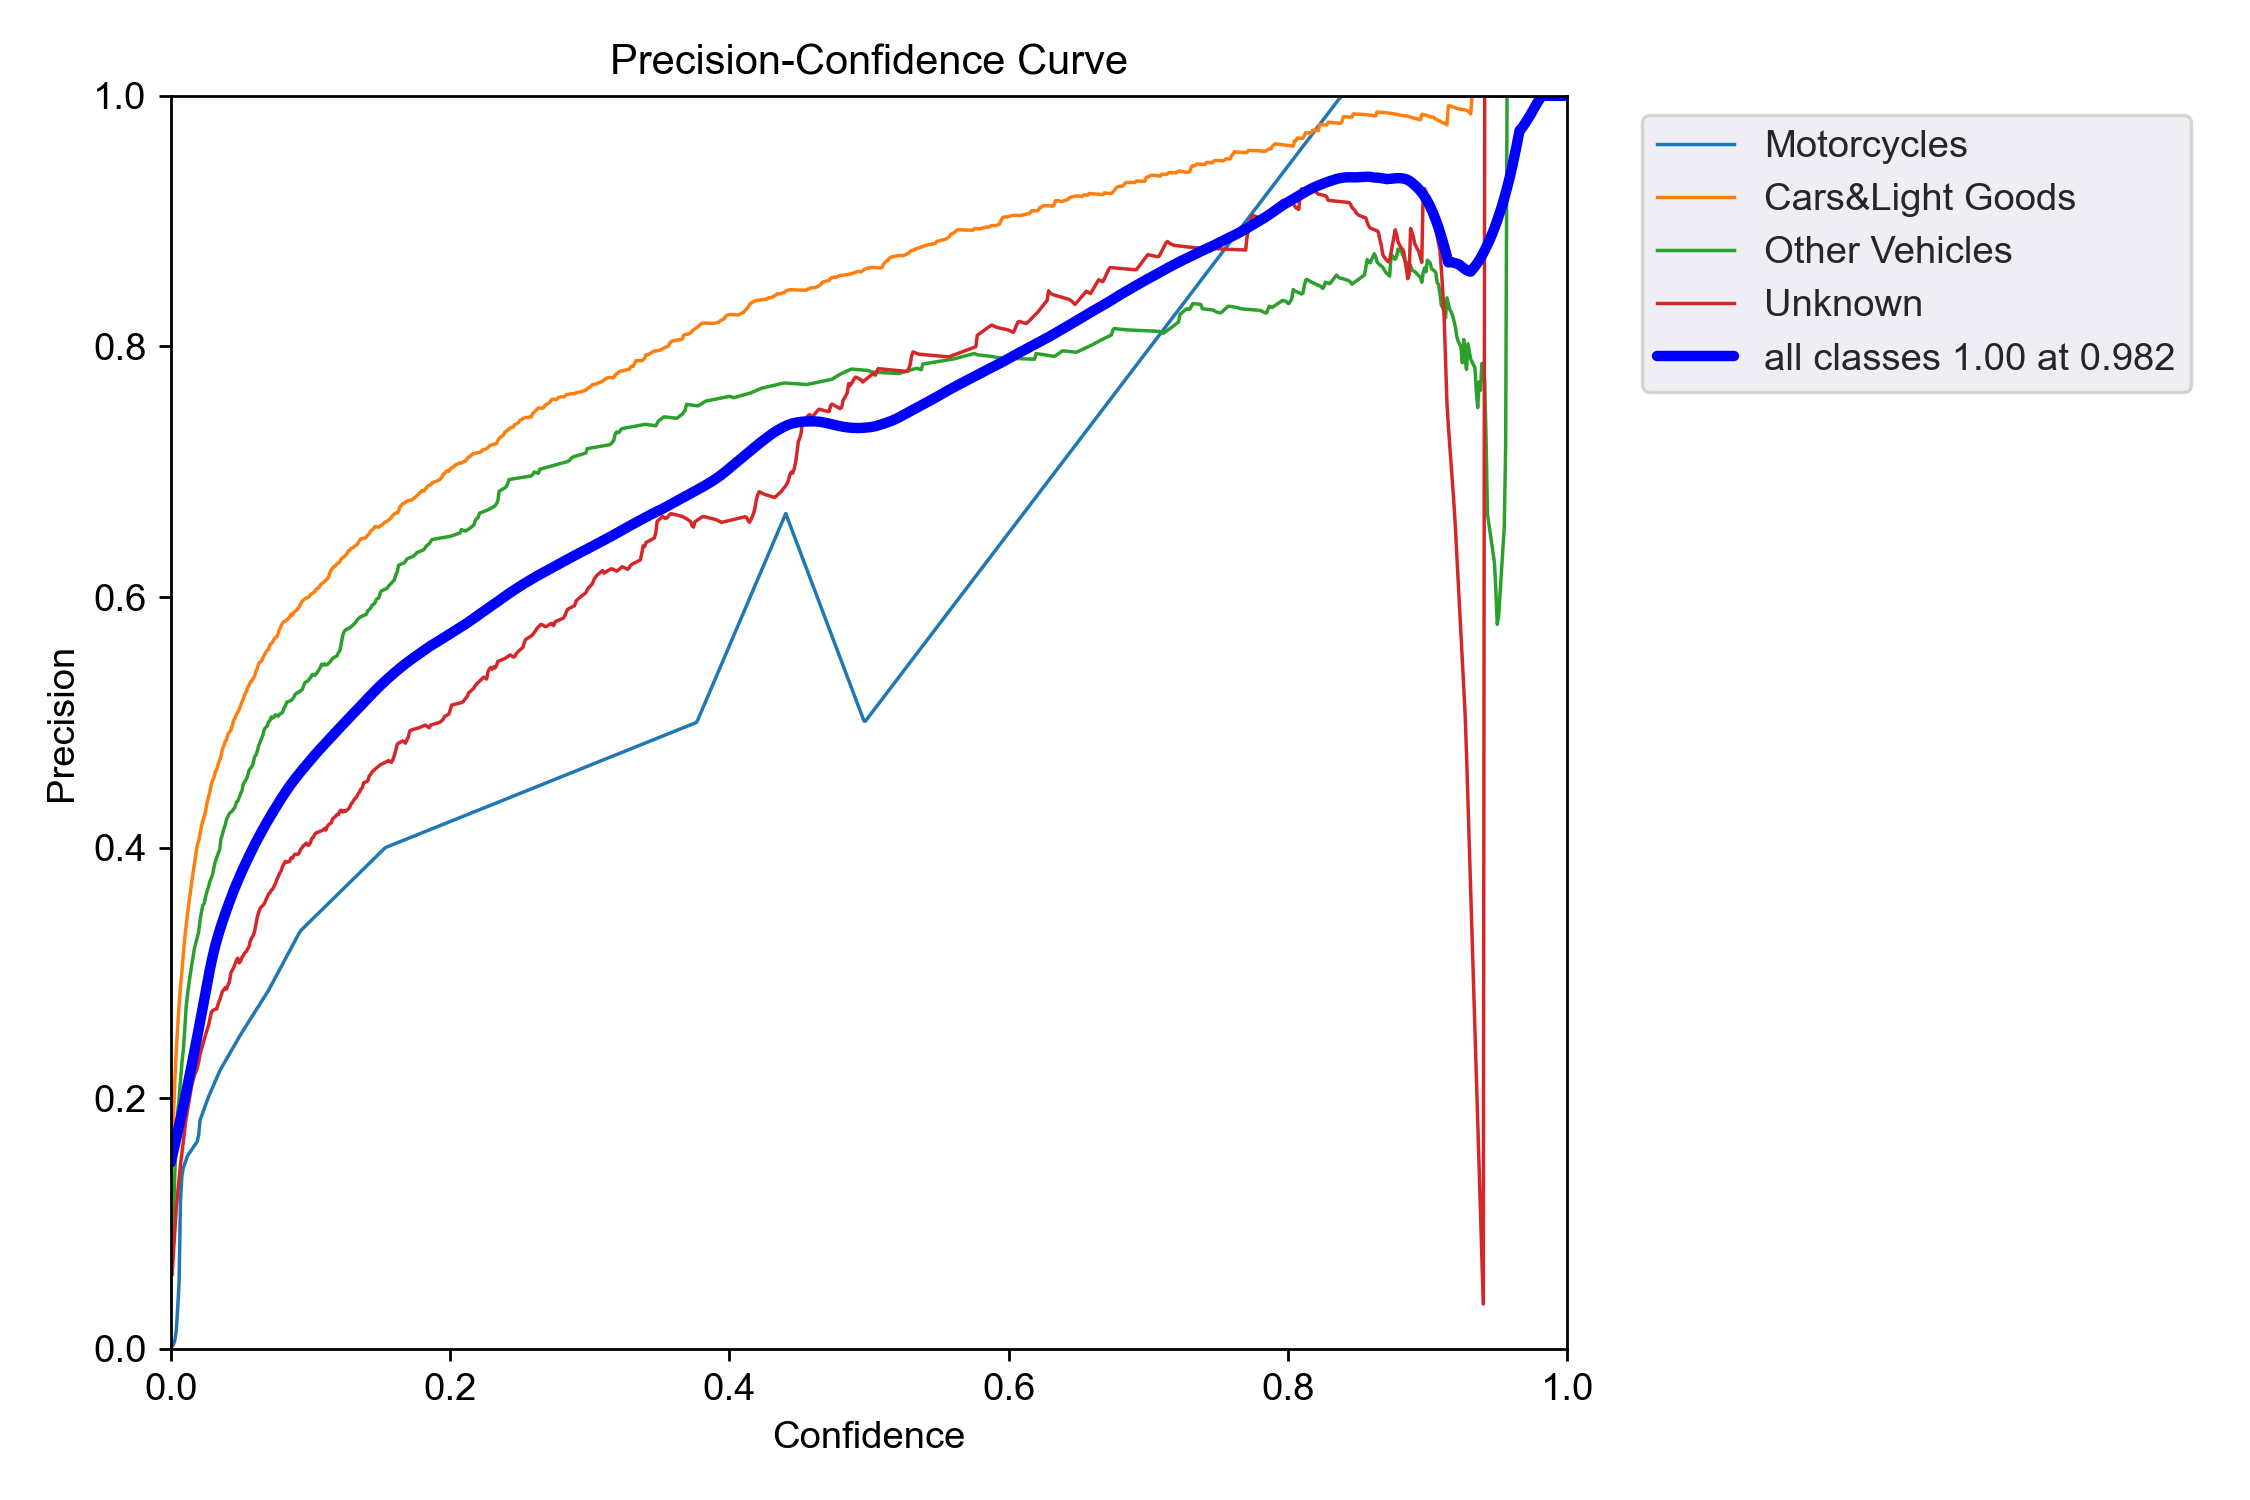 Precision-Confidence Curve
1.0
0.8
0.6
0.4
0.2
0.0
Precision
0.0 0.2 0.4 0.6 0.8 1.0
Confidence
Motorcycles
Cars&Light Goods
Other Vehicles
Unknown
all classes 1.00 at 0.982